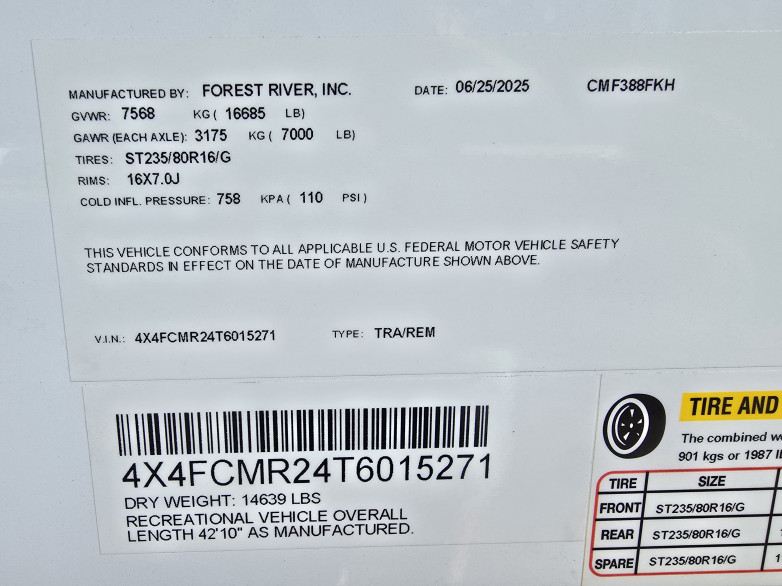 MANUFACTURED BY: FOREST RIVER, INC. DATE: 06/25/2025 CMF388FKH
GVWR: 7568 KG ( 16685 LB)
GAWR (EACH AXLE): 3175 KG ( 7000 LB)
TIRES: ST235/80R16/G
RIMS: 16X7.0J
COLD INFL. PRESSURE: 758 KPA ( 110 PSI )
THIS VEHICLE CONFORMS TO ALL APPLICABLE U.S. FEDERAL MOTOR VEHICLE SAFETY
STANDARDS IN EFFECT ON THE DATE OF MANUFACTURE SHOWN ABOVE.
V.I.N.: 4X4FCMR24T6015271 TYPE: TRA/REM
4X4FCMR24T6015271
DRY WEIGHT: 14639 LBS
RECREATIONAL VEHICLE OVERALL
LENGTH 42'10" AS MANUFACTURED.
TIRE AND
The combined
901 kgs or 1987
TIRE SIZE
FRONT ST235/80R16/G
REAR ST235/80R16/G
SPARE ST235/80R16/G